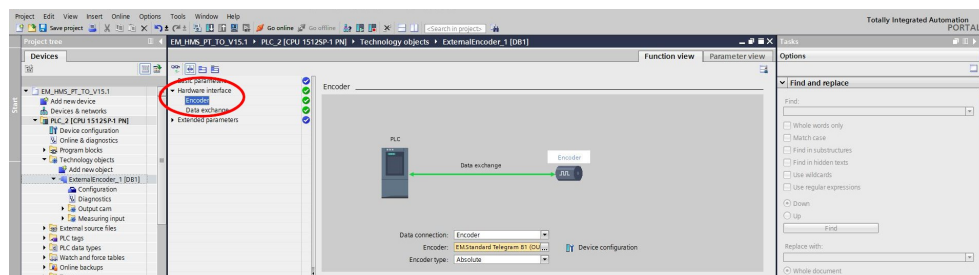 Project Edit View Insert Online Options Tools Window Help
Totally Integrated Automation
PORTAL
Save project
Go online
Go offline
<Search in project>
Project tree
EM_HMS_PT_TO_V15.1 ▸ PLC_2 [CPU 1512SP-1 PN] ▸ Technology objects ▸ ExternalEncoder_1 [DB1]
Tasks
Devices
Function view
Parameter view
Options
Start
EM_HMS_PT_TO_V15.1
Add new device
Devices & networks
PLC_2 [CPU 1512SP-1 PN]
Device configuration
Online & diagnostics
Program blocks
Technology objects
Add new object
ExternalEncoder_1 [DB1]
Configuration
Diagnostics
Output cam
Measuring input
External source files
PLC tags
PLC data types
Watch and force tables
Online backups
Basic parameters
Hardware interface
Encoder
Data exchange
Extended parameters
Encoder
PLC
Data exchange
Encoder
Data connection: Encoder
Encoder: EM.Standard Telegram 81 (OU...
Device configuration
Encoder type: Absolute
Find and replace
Find:
Whole words only
Match case
Find in substructures
Find in hidden texts
Use wildcards
Use regular expressions
Down
Up
Find
Replace with:
Whole document